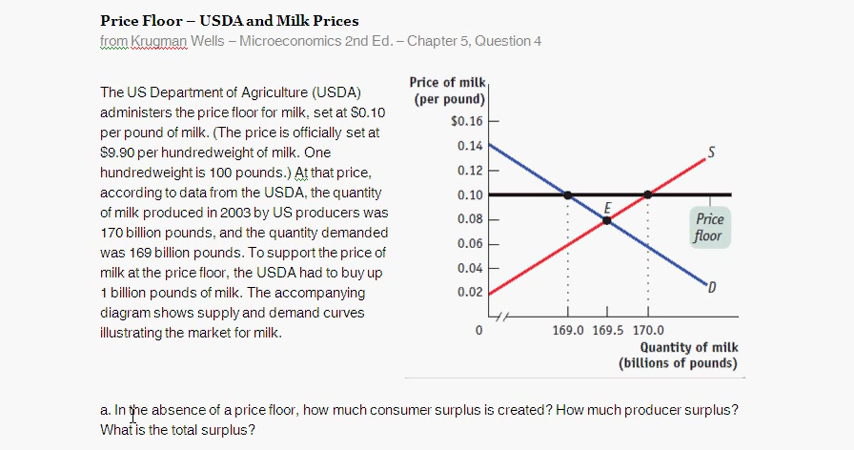 Price Floor – USDA and Milk Prices
from Krugman Wells – Microeconomics 2nd Ed. – Chapter 5, Question 4
The US Department of Agriculture (USDA)
administers the price floor for milk, set at $0.10
per pound of milk. (The price is officially set at
$9.90 per hundredweight of milk. One
hundredweight is 100 pounds.) At that price,
according to data from the USDA, the quantity
of milk produced in 2003 by US producers was
170 billion pounds, and the quantity demanded
was 169 billion pounds. To support the price of
milk at the price floor, the USDA had to buy up
1 billion pounds of milk. The accompanying
diagram shows supply and demand curves
illustrating the market for milk.
Price of milk
(per pound)
$0.16
0.14
0.12
0.10
0.08
0.06
0.04
0.02
0
S
E
Price
floor
D
169.0 169.5 170.0
Quantity of milk
(billions of pounds)
a. In the absence of a price floor, how much consumer surplus is created? How much producer surplus?
What is the total surplus?